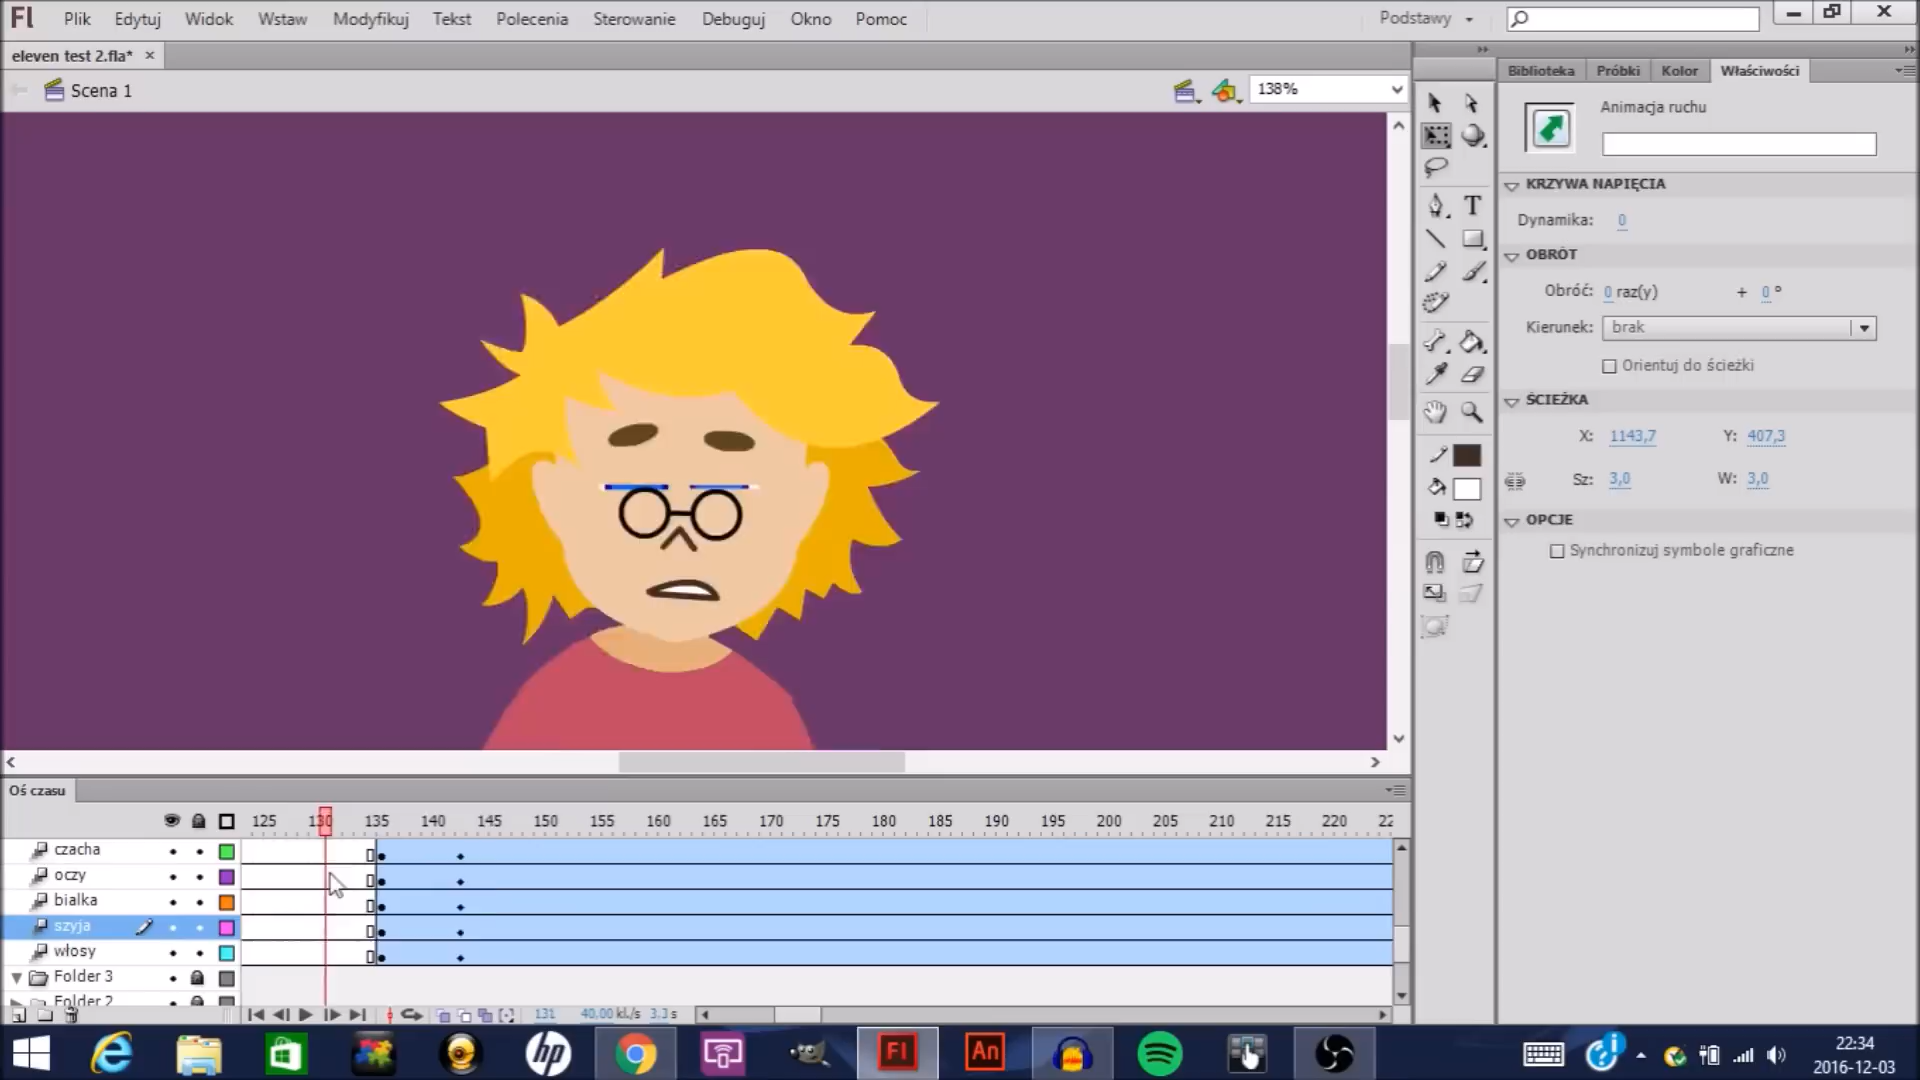 Fl Plik Edytuj Widok Wstaw Modyfikuj Tekst Polecenia Sterowanie Debuguj Okno Pomoc Podstawy
eleven test 2.fla* ×
Scena 1 138%
Biblioteka Próbki Kolor Właściwości
Animacja ruchu
KRZYWA NAPIĘCIA
Dynamika: 0
OBRÓT
Obróć: 0 raz(y) + 0 °
Kierunek: brak
Orientuj do ścieżki
ŚCIEŻKA
X: 1143,7 Y: 407,3
Sz: 3,0 W: 3,0
OPCJE
Synchronizuj symbole graficzne
T
Oś czasu
125 130 135 140 145 150 155 160 165 170 175 180 185 190 195 200 205 210 215 220 22
czacha
oczy
bialka
szyja
włosy
Folder 3
Folder 2
131 40,00 kl./s 3,3 s
hp Fl An
22:34
2016-12-03